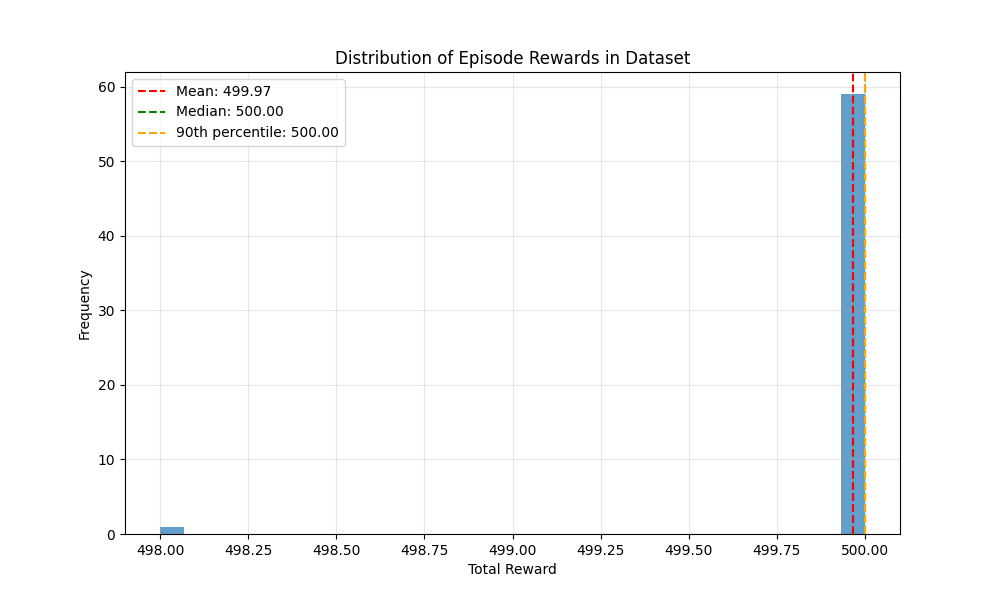 Distribution of Episode Rewards in Dataset
Mean: 499.97
Median: 500.00
90th percentile: 500.00
60
50
40
30
20
10
0
Frequency
498.00 498.25 498.50 498.75 499.00 499.25 499.50 499.75 500.00
Total Reward